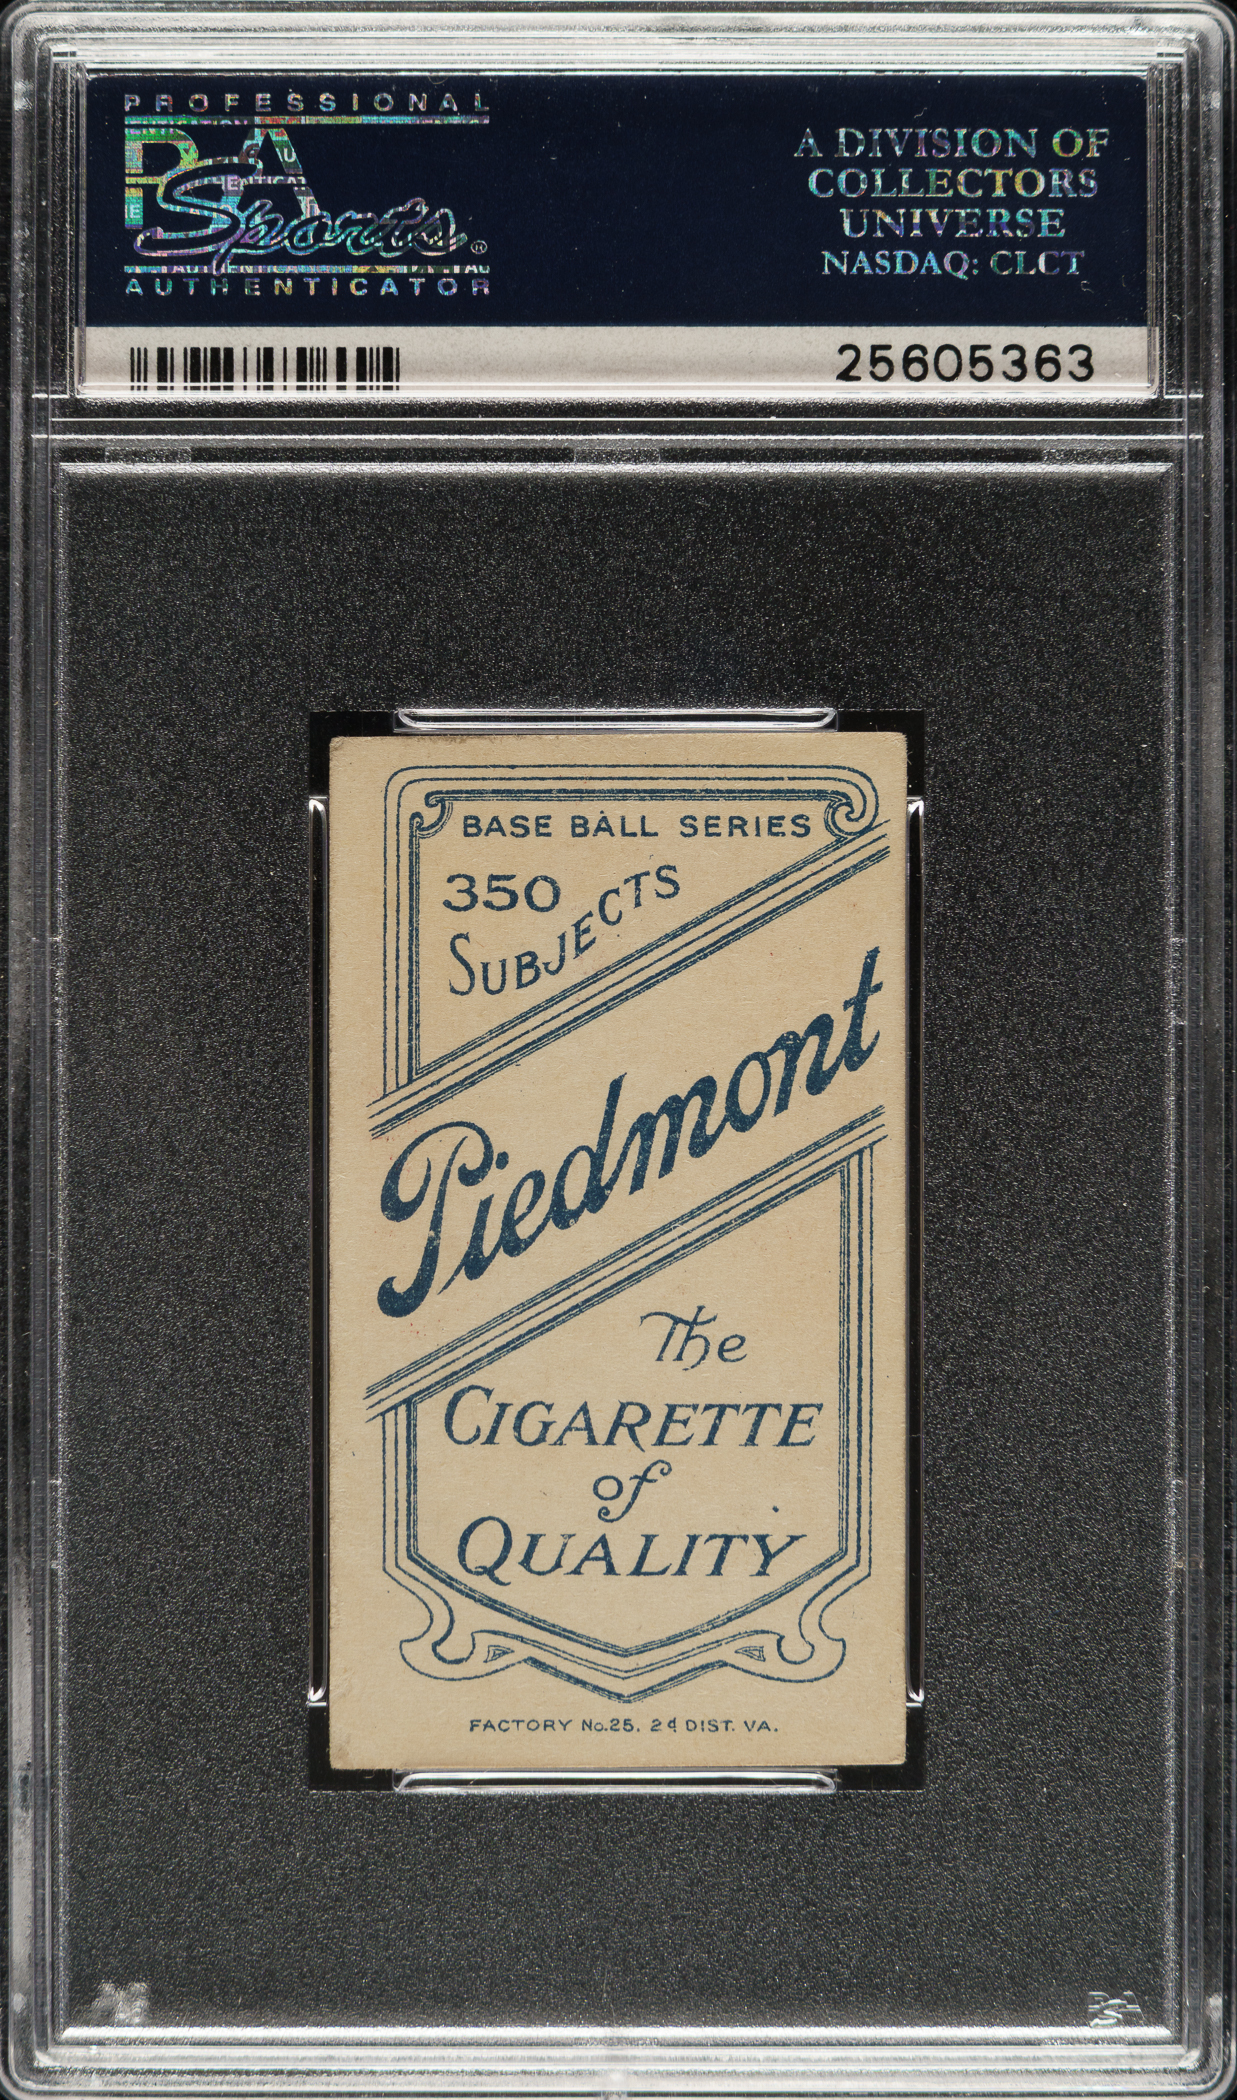 PROFESSIONAL
PSA
Sports®
AUTHENTICATOR
A DIVISION OF
COLLECTORS
UNIVERSE
NASDAQ: CLCT
25605363
BASE BALL SERIES
350
SUBJECTS
Piedmont
The
CIGARETTE
of
QUALITY
FACTORY No. 25. 2d DIST. VA.
PSA